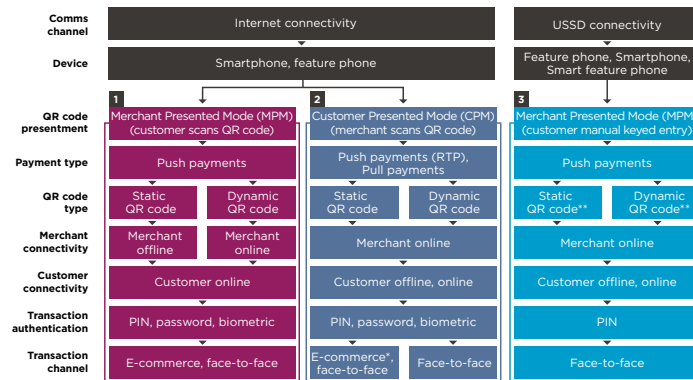 Comms
channel
Internet connectivity
USSD connectivity
Device
Smartphone, feature phone
Feature phone, Smartphone,
Smart feature phone
1
2
3
QR code
presentment
Merchant Presented Mode (MPM)
(customer scans QR code)
Customer Presented Mode (CPM)
(merchant scans QR code)
Merchant Presented Mode (MPM
(customer manual keyed entry)
Payment type
Push payments
Push payments (RTP),
Pull payments
Push payments
QR code
type
Static
QR code
Dynamic
QR code
Static
QR code
Dynamic
QR code
Static
QR code**
Dynamic
QR code**
Merchant
connectivity
Merchant
offline
Merchant
online
Merchant online
Merchant online
Customer
connectivity
Customer online
Customer offline, online
Customer offline, online
Transaction
authentication
PIN, password, biometric
PIN, password, biometric
PIN
Transaction
channel
E-commerce, face-to-face
E-commerce*,
face-to-face
Face-to-face
Face-to-face